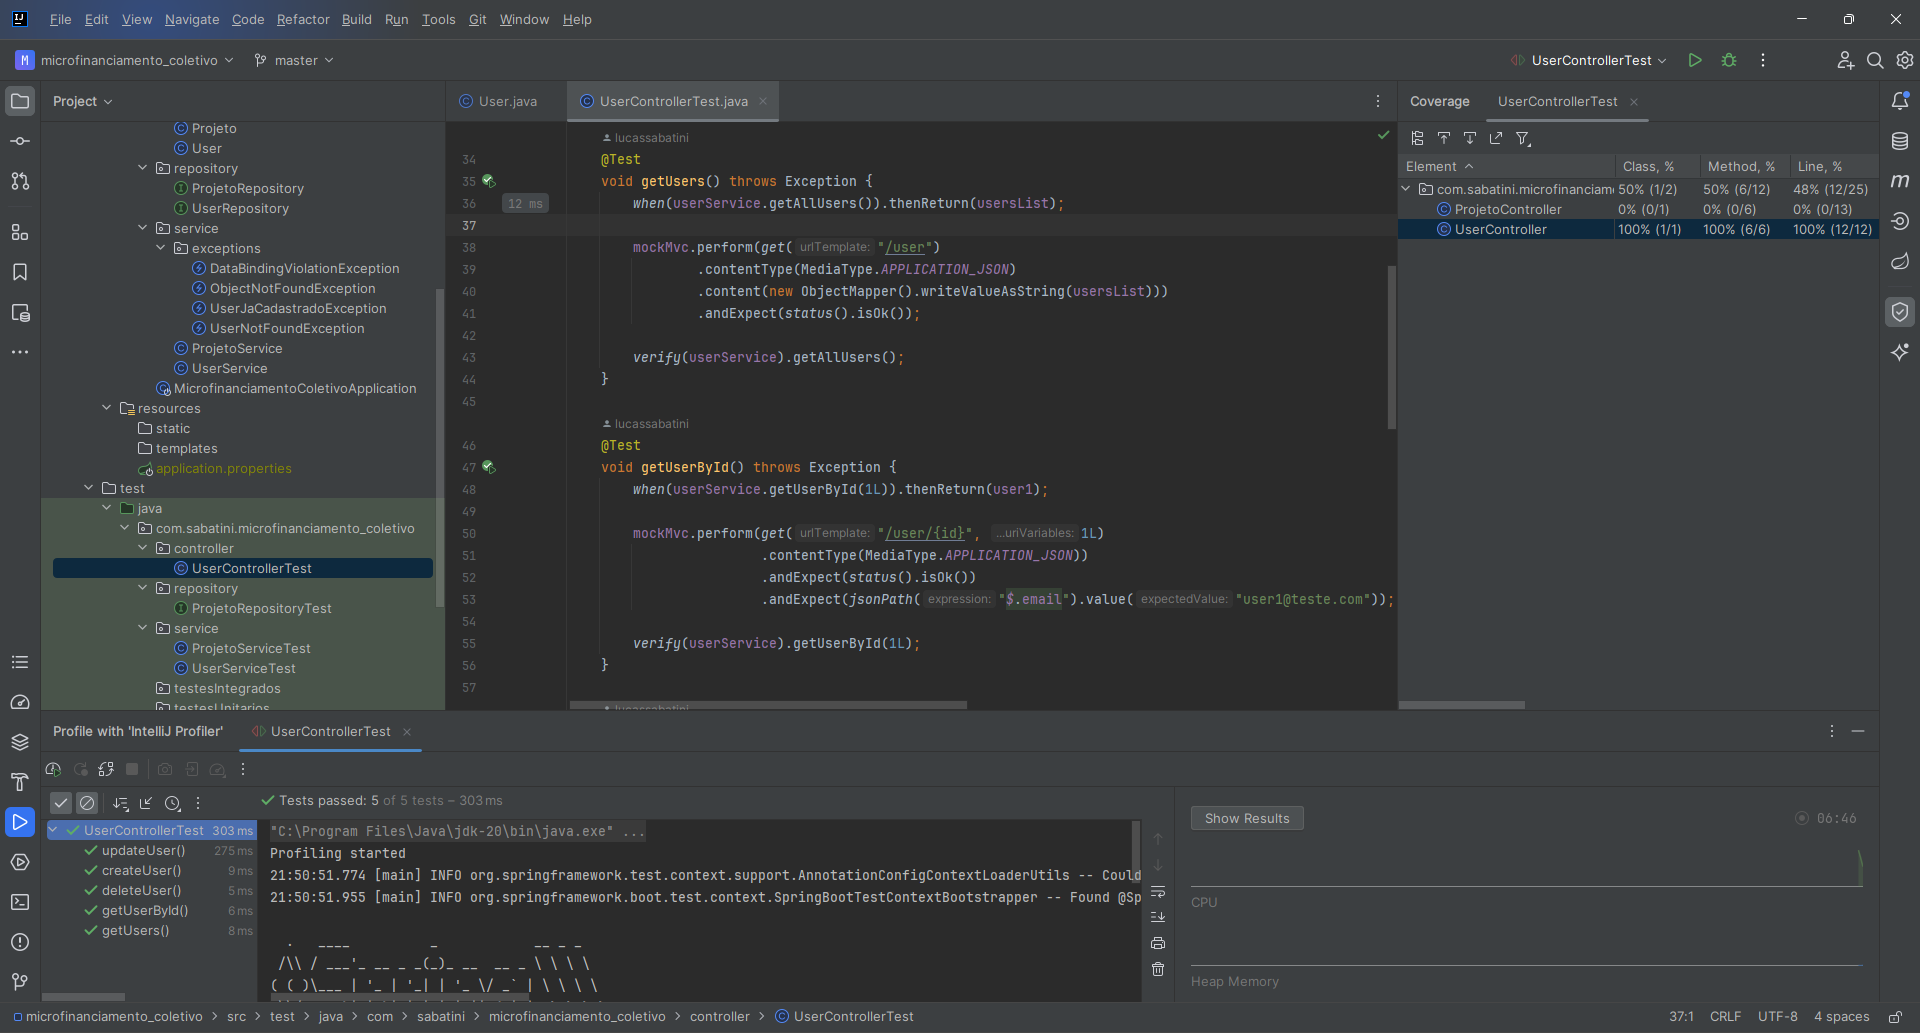 File Edit View Navigate Code Refactor Build Run Tools Git Window Help
M microfinanciamento_coletivo master UserControllerTest
Project
Projeto
User
repository
ProjetoRepository
UserRepository
service
exceptions
DataBindingViolationException
ObjectNotFoundException
UserJaCadastradoException
UserNotFoundException
ProjetoService
UserService
MicrofinanciamentoColetivoApplication
resources
static
templates
application.properties
test
java
com.sabatini.microfinanciamento_coletivo
controller
UserControllerTest
repository
ProjetoRepositoryTest
service
ProjetoServiceTest
UserServiceTest
testesIntegrados
testesUnitarios
User.java UserControllerTest.java
lucassabatini
34 @Test
35 void getUsers() throws Exception {
36 12 ms when(userService.getAllUsers()).thenReturn(usersList);
37
38 mockMvc.perform(get( urlTemplate: "/user")
39 .contentType(MediaType.APPLICATION_JSON)
40 .content(new ObjectMapper().writeValueAsString(usersList)))
41 .andExpect(status().isOk());
42
43 verify(userService).getAllUsers();
44 }
45
lucassabatini
46 @Test
47 void getUserById() throws Exception {
48 when(userService.getUserById(1L)).thenReturn(user1);
49
50 mockMvc.perform(get( urlTemplate: "/user/{id}", ...uriVariables: 1L)
51 .contentType(MediaType.APPLICATION_JSON))
52 .andExpect(status().isOk())
53 .andExpect(jsonPath( expression: "$.email").value( expectedValue: "user1@teste.com"));
54
55 verify(userService).getUserById(1L);
56 }
57
lucassabatini
Coverage UserControllerTest
Element Class, % Method, % Line, %
com.sabatini.microfinanciam 50% (1/2) 50% (6/12) 48% (12/25)
ProjetoController 0% (0/1) 0% (0/6) 0% (0/13)
UserController 100% (1/1) 100% (6/6) 100% (12/12)
Profile with 'IntelliJ Profiler' UserControllerTest
Tests passed: 5 of 5 tests – 303 ms
UserControllerTest 303 ms
updateUser() 275 ms
createUser() 9 ms
deleteUser() 5 ms
getUserById() 6 ms
getUsers() 8 ms
"C:\Program Files\Java\jdk-20\bin\java.exe" ...
Profiling started
21:50:51.774 [main] INFO org.springframework.test.context.support.AnnotationConfigContextLoaderUtils -- Could
21:50:51.955 [main] INFO org.springframework.boot.test.context.SpringBootTestContextBootstrapper -- Found @Sp
Show Results 06:46
CPU
Heap Memory
microfinanciamento_coletivo > src > test > java > com > sabatini > microfinanciamento_coletivo > controller > UserControllerTest 37:1 CRLF UTF-8 4 spaces